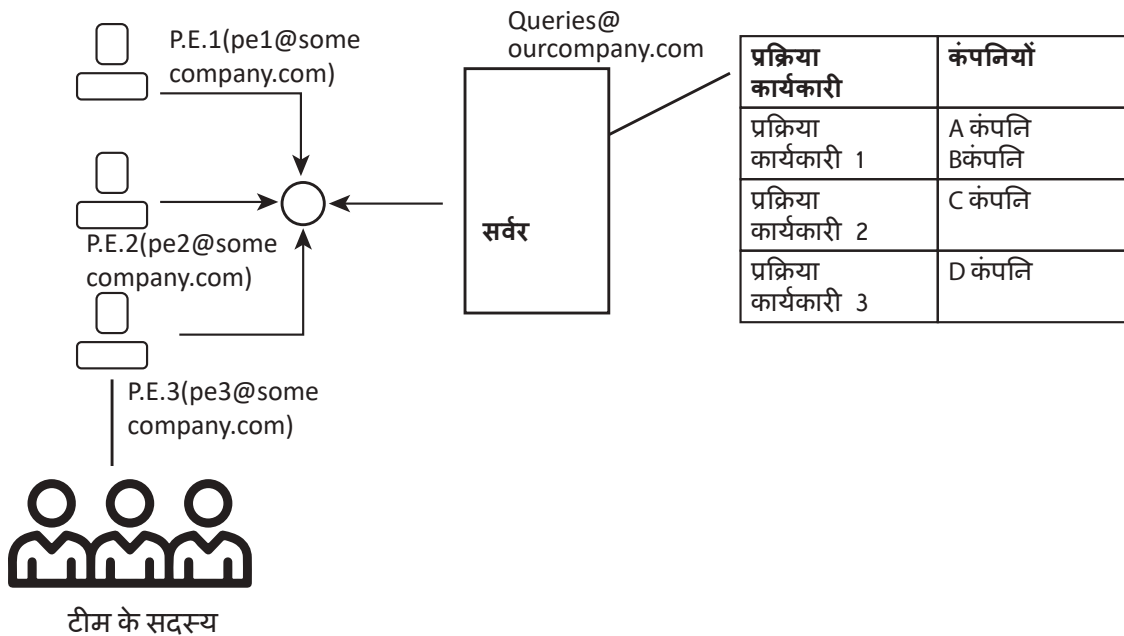 P.E.1(pe1@some
company.com)
Queries@
ourcompany.com
P.E.2(pe2@some
company.com)
सर्वर
P.E.3(pe3@some
company.com)
टीम के सदस्य
प्रक्रिया
कार्यकारी
कंपनियों
प्रक्रिया
कार्यकारी 1
A कंपनि
Bकंपनि
प्रक्रिया
कार्यकारी 2
C कंपनि
प्रक्रिया
कार्यकारी 3
D कंपनि